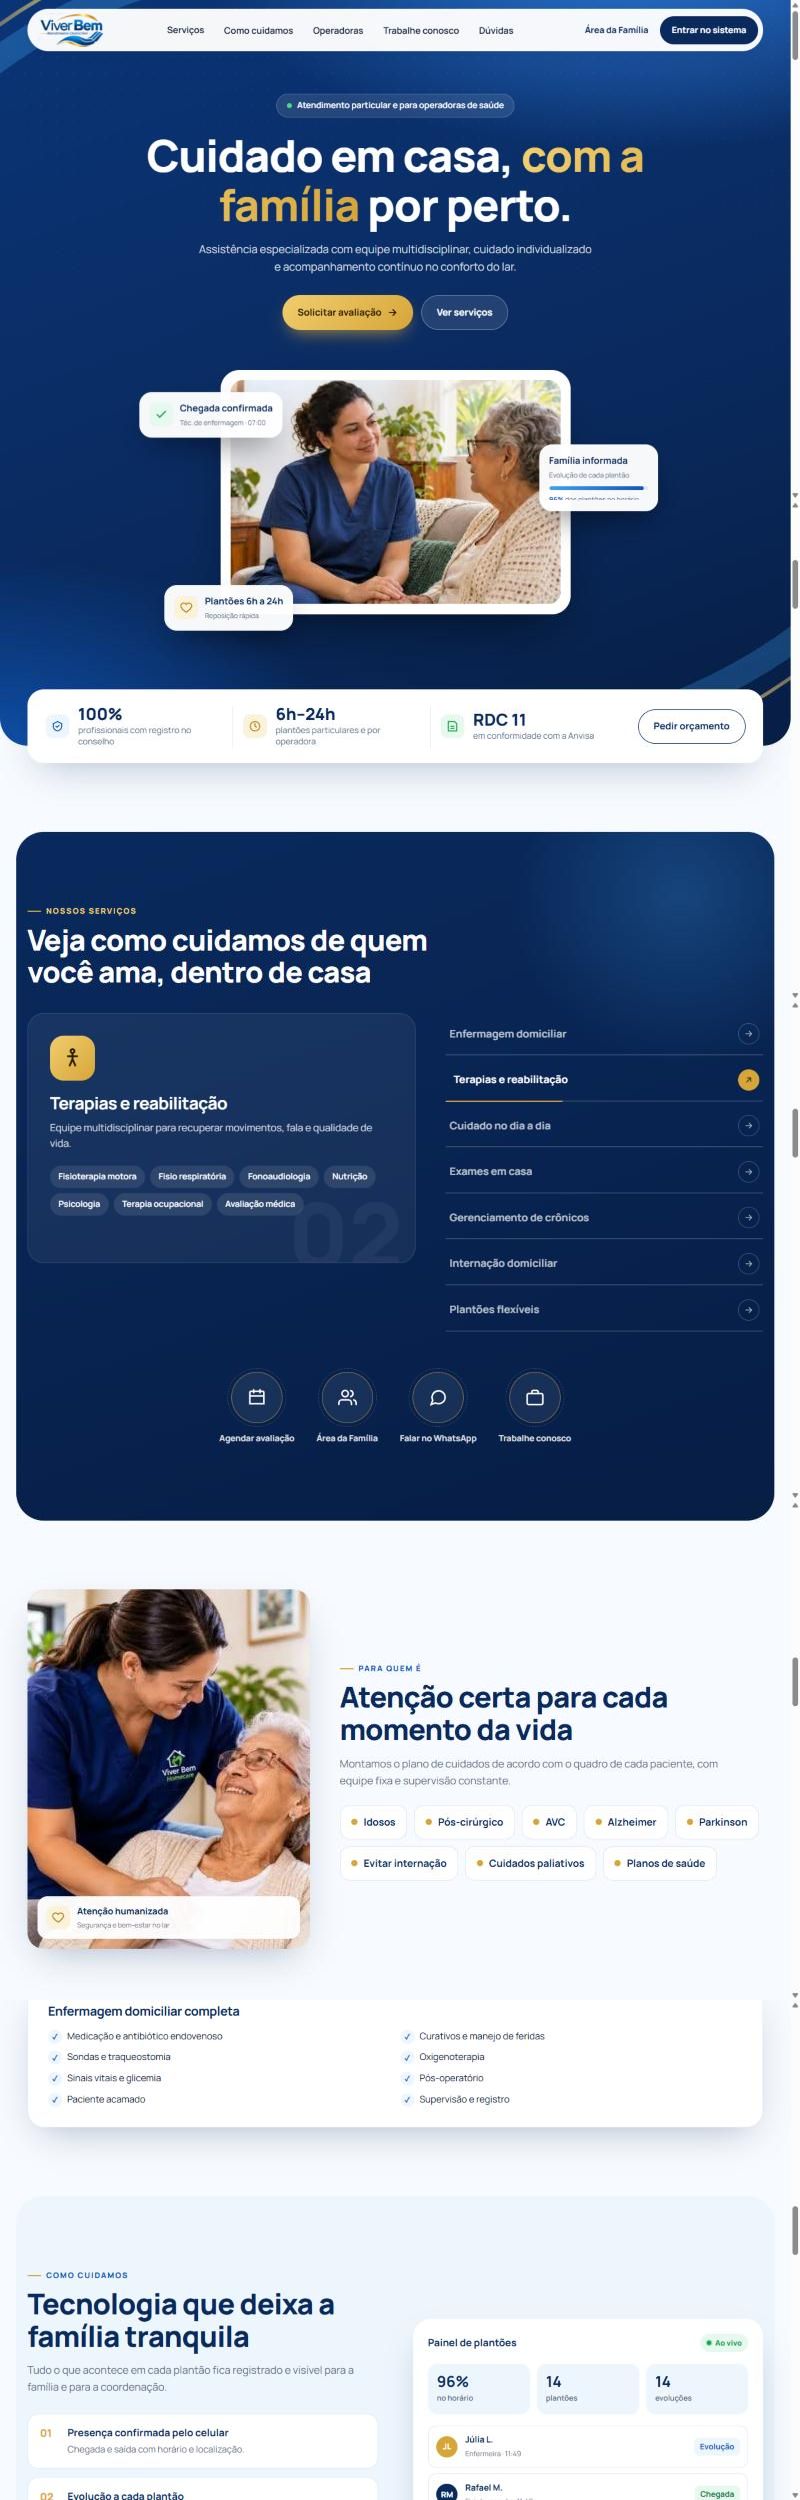 ViverBem
Serviços
Como cuidamos
Operadoras
Trabalhe conosco
Dúvidas
Área da Família
Entrar no sistema
Atendimento particular e para operadoras de saúde
Cuidado em casa, com a
família por perto.
Assistência especializada com equipe multidisciplinar, cuidado individualizado
e acompanhamento contínuo no conforto do lar.
Solicitar avaliação →
Ver serviços
Chegada confirmada
Téc. de enfermagem · 07:00
Família informada
Evolução de cada plantão
96% dos plantões no horário
Plantões 6h a 24h
Reposição rápida
100%
profissionais com registro no
conselho
6h–24h
plantões particulares e por
operadora
RDC 11
em conformidade com a Anvisa
Pedir orçamento
NOSSOS SERVIÇOS
Veja como cuidamos de quem
você ama, dentro de casa
Terapias e reabilitação
Equipe multidisciplinar para recuperar movimentos, fala e qualidade de
vida.
Fisioterapia motora
Fisio respiratória
Fonoaudiologia
Nutrição
Psicologia
Terapia ocupacional
Avaliação médica
02
Enfermagem domiciliar
Terapias e reabilitação
Cuidado no dia a dia
Exames em casa
Gerenciamento de crônicos
Internação domiciliar
Plantões flexíveis
Agendar avaliação
Área da Família
Falar no WhatsApp
Trabalhe conosco
Viver Bem
Homecare
Atenção humanizada
Segurança e bem-estar no lar
PARA QUEM É
Atenção certa para cada
momento da vida
Montamos o plano de cuidados de acordo com o quadro de cada paciente, com
equipe fixa e supervisão constante.
Idosos
Pós-cirúrgico
AVC
Alzheimer
Parkinson
Evitar internação
Cuidados paliativos
Planos de saúde
Enfermagem domiciliar completa
Medicação e antibiótico endovenoso
Sondas e traqueostomia
Sinais vitais e glicemia
Paciente acamado
Curativos e manejo de feridas
Oxigenoterapia
Pós-operatório
Supervisão e registro
COMO CUIDAMOS
Tecnologia que deixa a
família tranquila
Tudo o que acontece em cada plantão fica registrado e visível para a
família e para a coordenação.
01
Presença confirmada pelo celular
Chegada e saída com horário e localização.
02
Evolução a cada plantão
Painel de plantões
Ao vivo
96%
no horário
14
plantões
14
evoluções
JL
Júlia L.
Enfermeira · 11:49
Evolução
RM
Rafael M.
Chegada